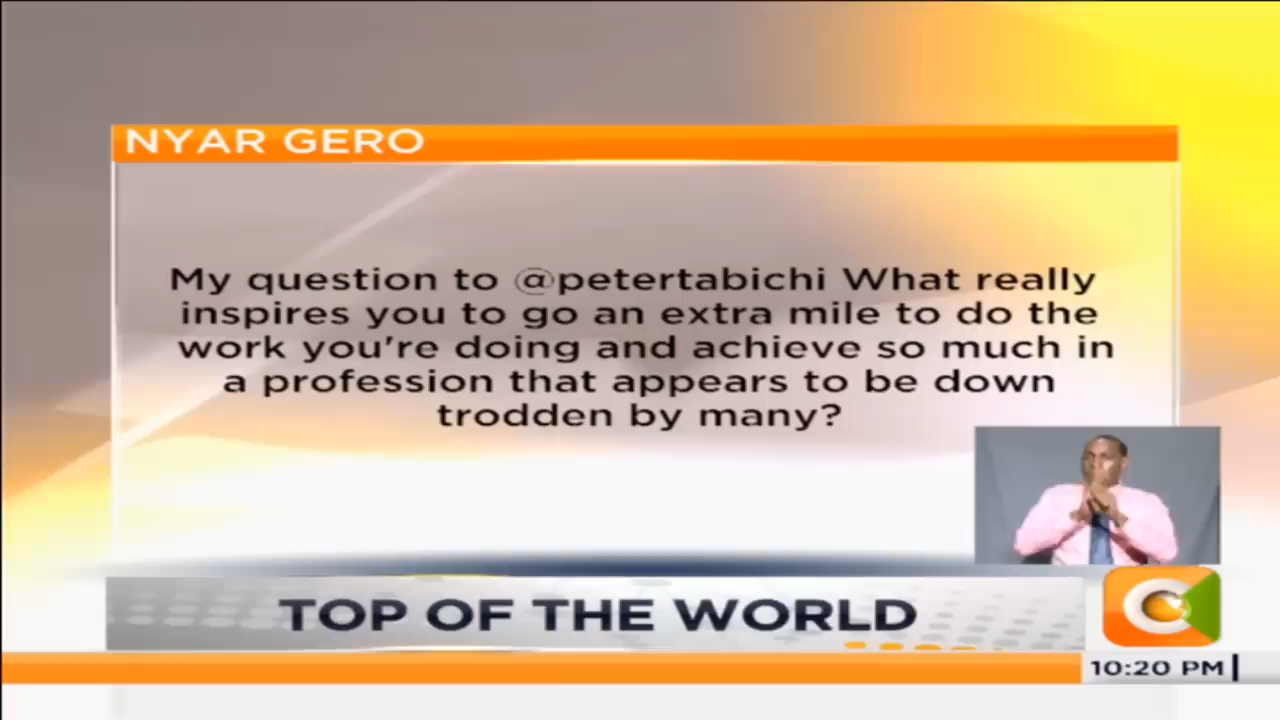 NYAR GERO
My question to @petertabichi What really
inspires you to go an extra mile to do the
work you're doing and achieve so much in
a profession that appears to be down
trodden by many?
TOP OF THE WORLD
10:20 PM